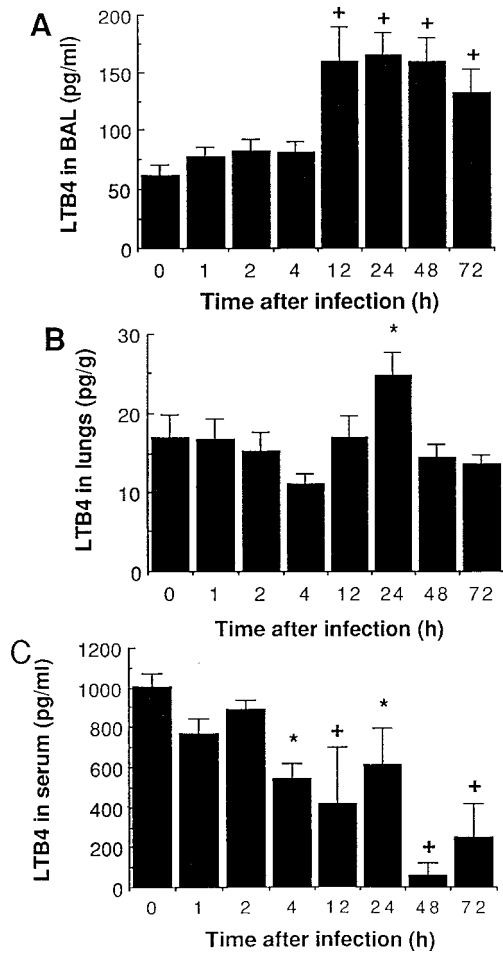 A
LTB4 in BAL (pg/ml)
200
150
100
50
0
+ + + +
0 1 2 4 12 24 48 72
Time after infection (h)
B
LTB4 in lungs (pg/g)
30
20
10
0
*
0 1 2 4 12 24 48 72
Time after infection (h)
C
LTB4 in serum (pg/ml)
1200
1000
800
600
400
200
0
* + * + +
0 1 2 4 12 24 48 72
Time after infection (h)